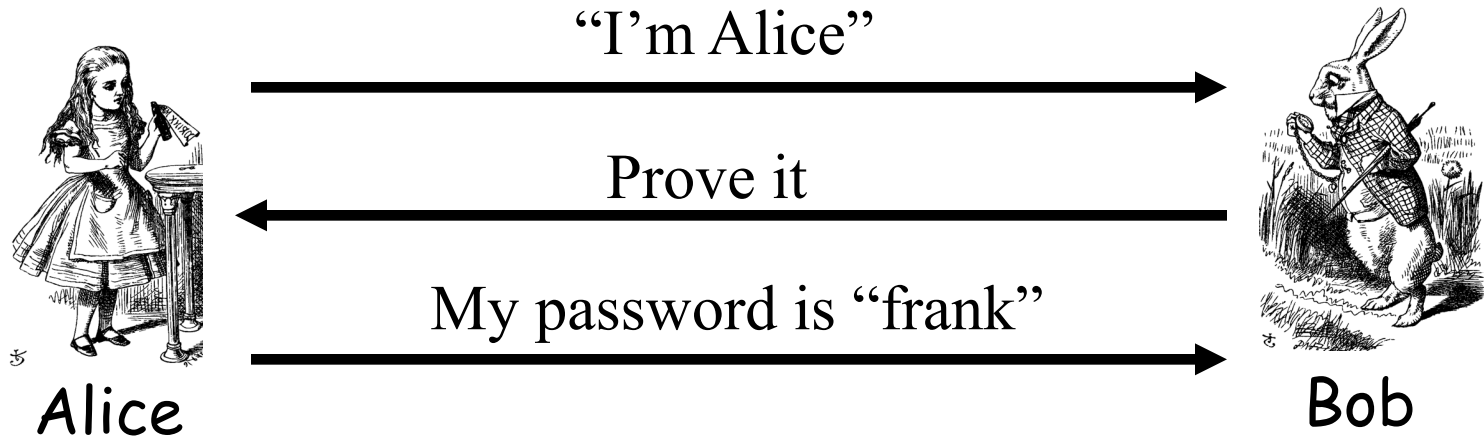 “I’m Alice”
Prove it
My password is “frank”
Alice
Bob